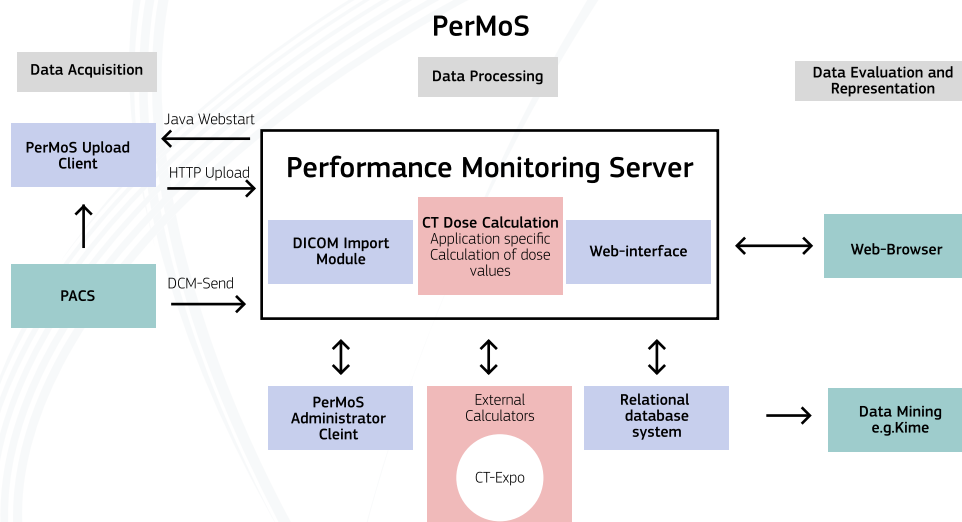 PerMoS
Data Acquisition
Data Processing
Data Evaluation and
Representation
Java Webstart
PerMoS Upload
Client
HTTP Upload
Performance Monitoring Server
DICOM Import
Module
CT Dose Calculation
Application specific
Calculation of dose
values
Web-interface
Web-Browser
PACS
DCM-Send
PerMoS
Administrator
Cleint
External
Calculators
CT-Expo
Relational
database
system
Data Mining
e.g.Kime